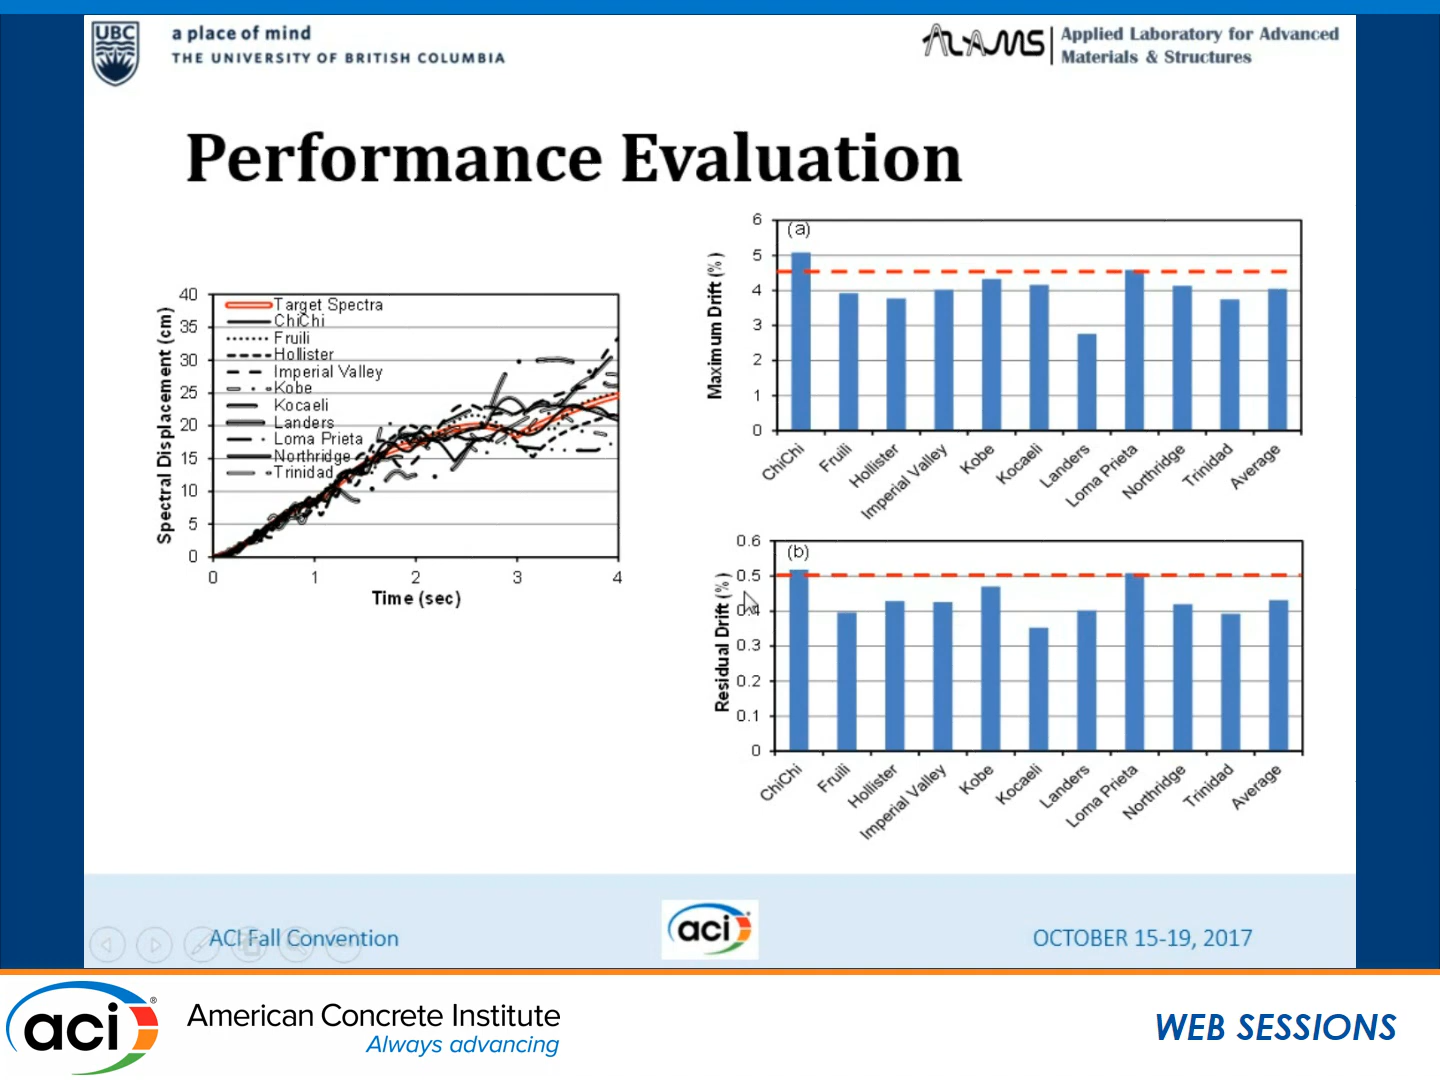 UBC
a place of mind
THE UNIVERSITY OF BRITISH COLUMBIA
ALAMS
Applied Laboratory for Advanced
Materials & Structures
Performance Evaluation
Spectral Displacement (cm)
40
35
30
25
20
15
10
5
0
0
1
2
3
4
Time (sec)
Target Spectra
ChiChi
Fruili
Hollister
Imperial Valley
Kobe
Kocaeli
Landers
Loma Prieta
Northridge
Trinidad
(a)
Maximum Drift (%)
6
5
4
3
2
1
0
ChiChi
Fruili
Hollister
Imperial Valley
Kobe
Kocaeli
Landers
Loma Prieta
Northridge
Trinidad
Average
(b)
Residual Drift (%)
0.6
0.5
0.4
0.3
0.2
0.1
0
ChiChi
Fruili
Hollister
Imperial Valley
Kobe
Kocaeli
Landers
Loma Prieta
Northridge
Trinidad
Average
ACI Fall Convention
aci
OCTOBER 15-19, 2017
aci®
American Concrete Institute
Always advancing
WEB SESSIONS